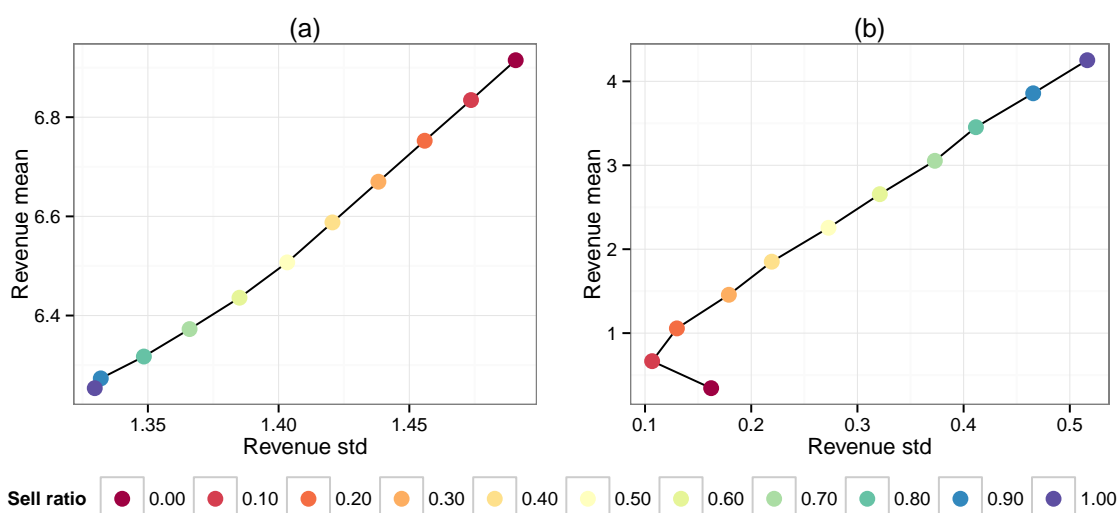 (a)
Revenue mean
6.8
6.6
6.4
1.35 1.40 1.45
Revenue std
(b)
Revenue mean
4
3
2
1
0.1 0.2 0.3 0.4 0.5
Revenue std
Sell ratio 0.00 0.10 0.20 0.30 0.40 0.50 0.60 0.70 0.80 0.90 1.00